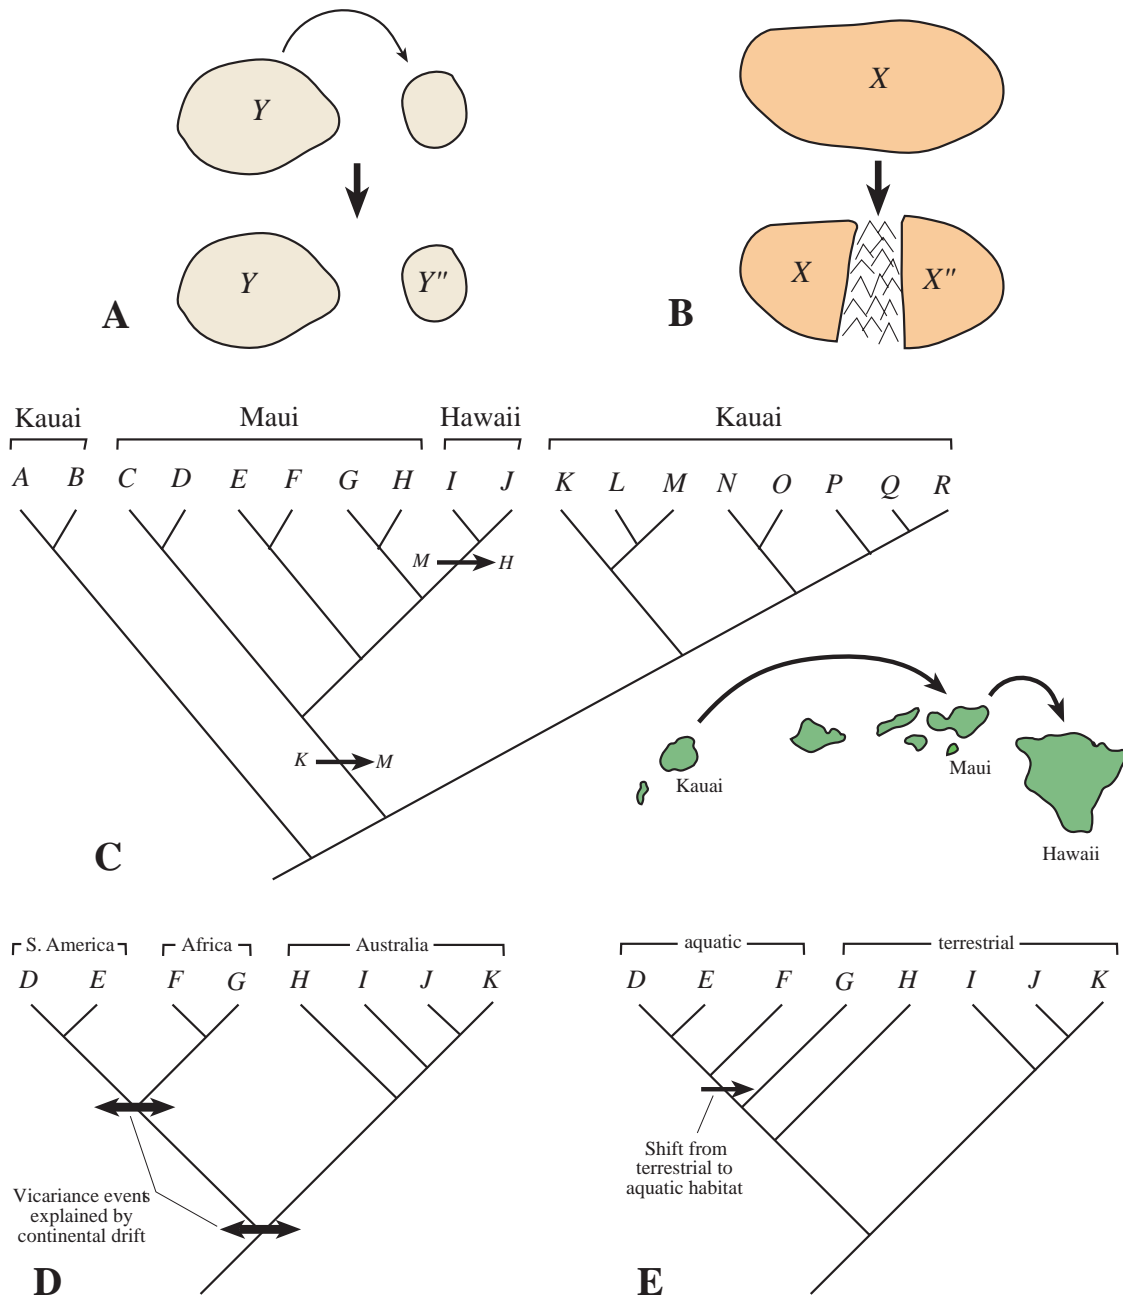 Y
Y Y"
A
X
X X"
B
Kauai Maui Hawaii Kauai
A B C D E F G H I J K L M N O P Q R
M H
K M
Kauai
Maui
Hawaii
C
S. America Africa Australia
D E F G H I J K
Vicariance events
explained by
continental drift
D
aquatic terrestrial
D E F G H I J K
Shift from
terrestrial to
aquatic habitat
E